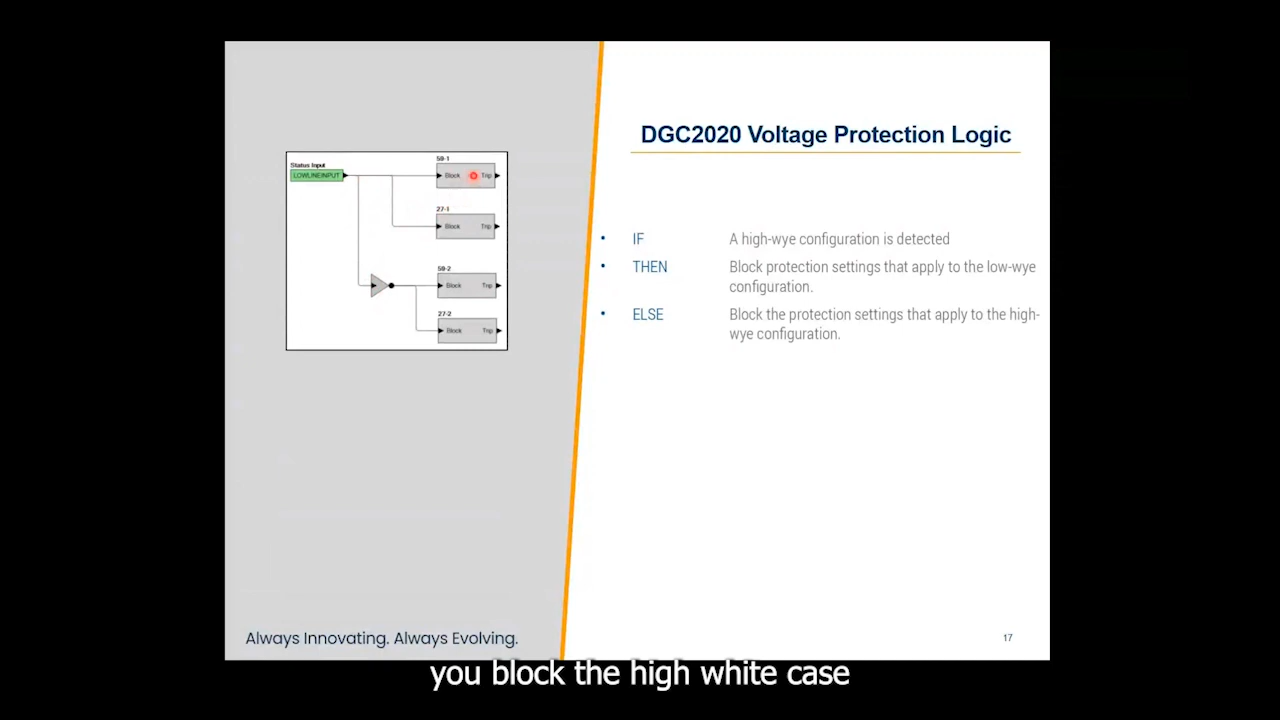 DGC2020 Voltage Protection Logic
Status Input
LOWLINEINPUT
59-1
Block Trip
27-1
Block Trip
59-2
Block Trip
27-2
Block Trip
• IF A high-wye configuration is detected
• THEN Block protection settings that apply to the low-wye
configuration.
• ELSE Block the protection settings that apply to the high-
wye configuration.
Always Innovating. Always Evolving.
17
you block the high white case